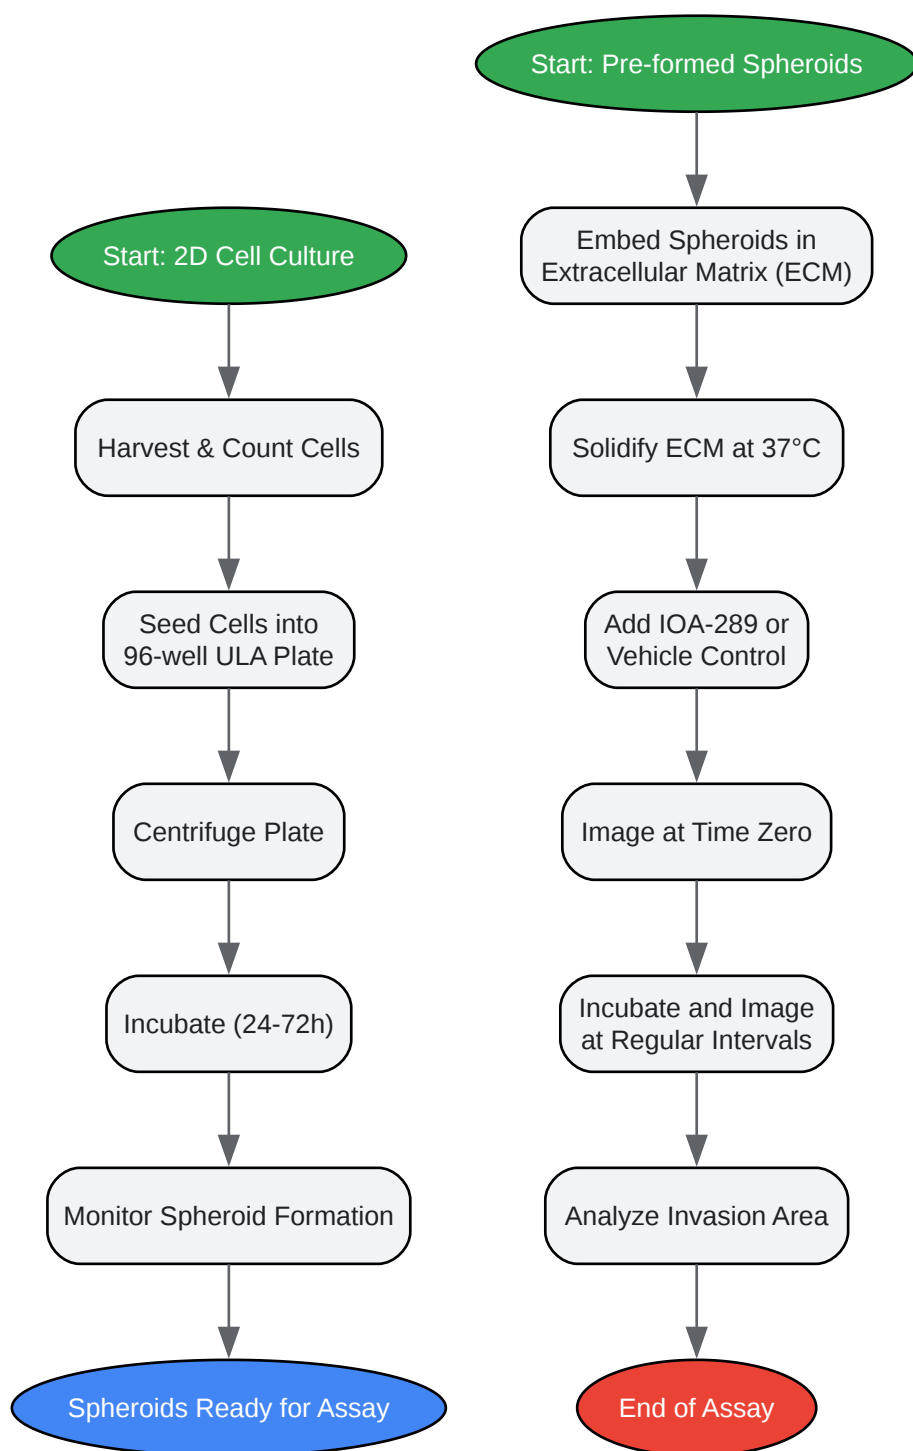 Start: 2D Cell Culture
Harvest & Count Cells
Seed Cells into
96-well ULA Plate
Centrifuge Plate
Incubate (24-72h)
Monitor Spheroid Formation
Spheroids Ready for Assay
Start: Pre-formed Spheroids
Embed Spheroids in
Extracellular Matrix (ECM)
Solidify ECM at 37°C
Add IOA-289 or
Vehicle Control
Image at Time Zero
Incubate and Image
at Regular Intervals
Analyze Invasion Area
End of Assay